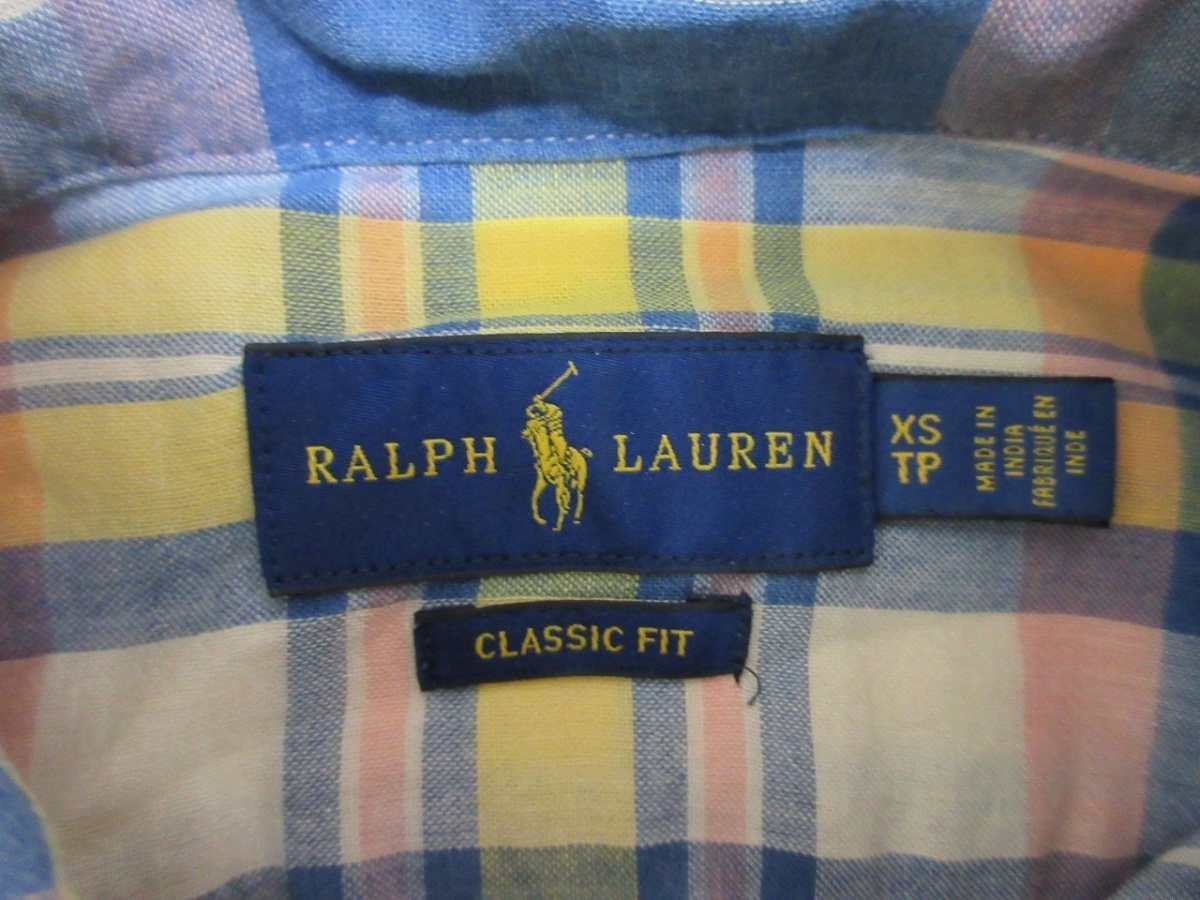 RALPH LAUREN
XS
TP
MADE IN
INDIA
FABRIQUÉ EN
INDE
CLASSIC FIT